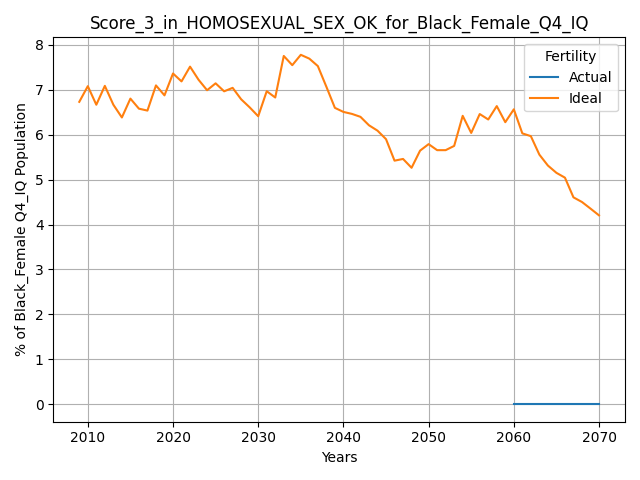 Score_3_in_HOMOSEXUAL_SEX_OK_for_Black_Female_Q4_IQ
% of Black_Female Q4_IQ Population
8
7
6
5
4
3
2
1
0
Fertility
Actual
Ideal
2010 2020 2030 2040 2050 2060 2070
Years